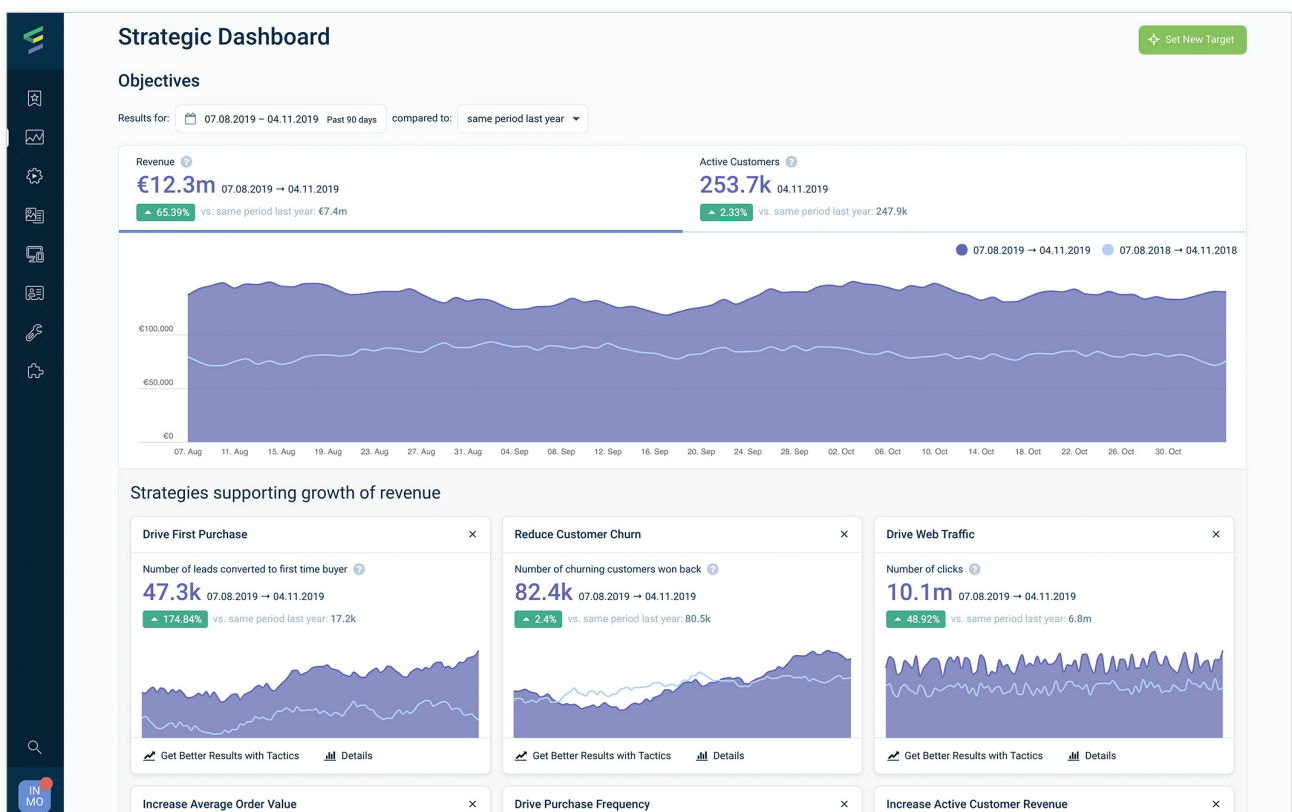 Strategic Dashboard
Set New Target
Objectives
Results for: 07.08.2019 – 04.11.2019 Past 90 days compared to: same period last year
Revenue ?
€12.3m 07.08.2019 → 04.11.2019
65.39% vs. same period last year: €7.4m
Active Customers ?
253.7k 04.11.2019
2.33% vs. same period last year: 247.9k
07.08.2019 → 04.11.2019 07.08.2018 → 04.11.2018
€100,000
€50,000
€0
07. Aug 11. Aug 15. Aug 19. Aug 23. Aug 27. Aug 31. Aug 04. Sep 08. Sep 12. Sep 16. Sep 20. Sep 24. Sep 28. Sep 02. Oct 06. Oct 10. Oct 14. Oct 18. Oct 22. Oct 26. Oct 30. Oct
Strategies supporting growth of revenue
Drive First Purchase
Number of leads converted to first time buyer ?
47.3k 07.08.2019 → 04.11.2019
174.84% vs. same period last year: 17.2k
Get Better Results with Tactics Details
Reduce Customer Churn
Number of churning customers won back ?
82.4k 07.08.2019 → 04.11.2019
2.4% vs. same period last year: 80.5k
Get Better Results with Tactics Details
Drive Web Traffic
Number of clicks ?
10.1m 07.08.2019 → 04.11.2019
48.92% vs. same period last year: 6.8m
Get Better Results with Tactics Details
Increase Average Order Value
Drive Purchase Frequency
Increase Active Customer Revenue
IN
MO